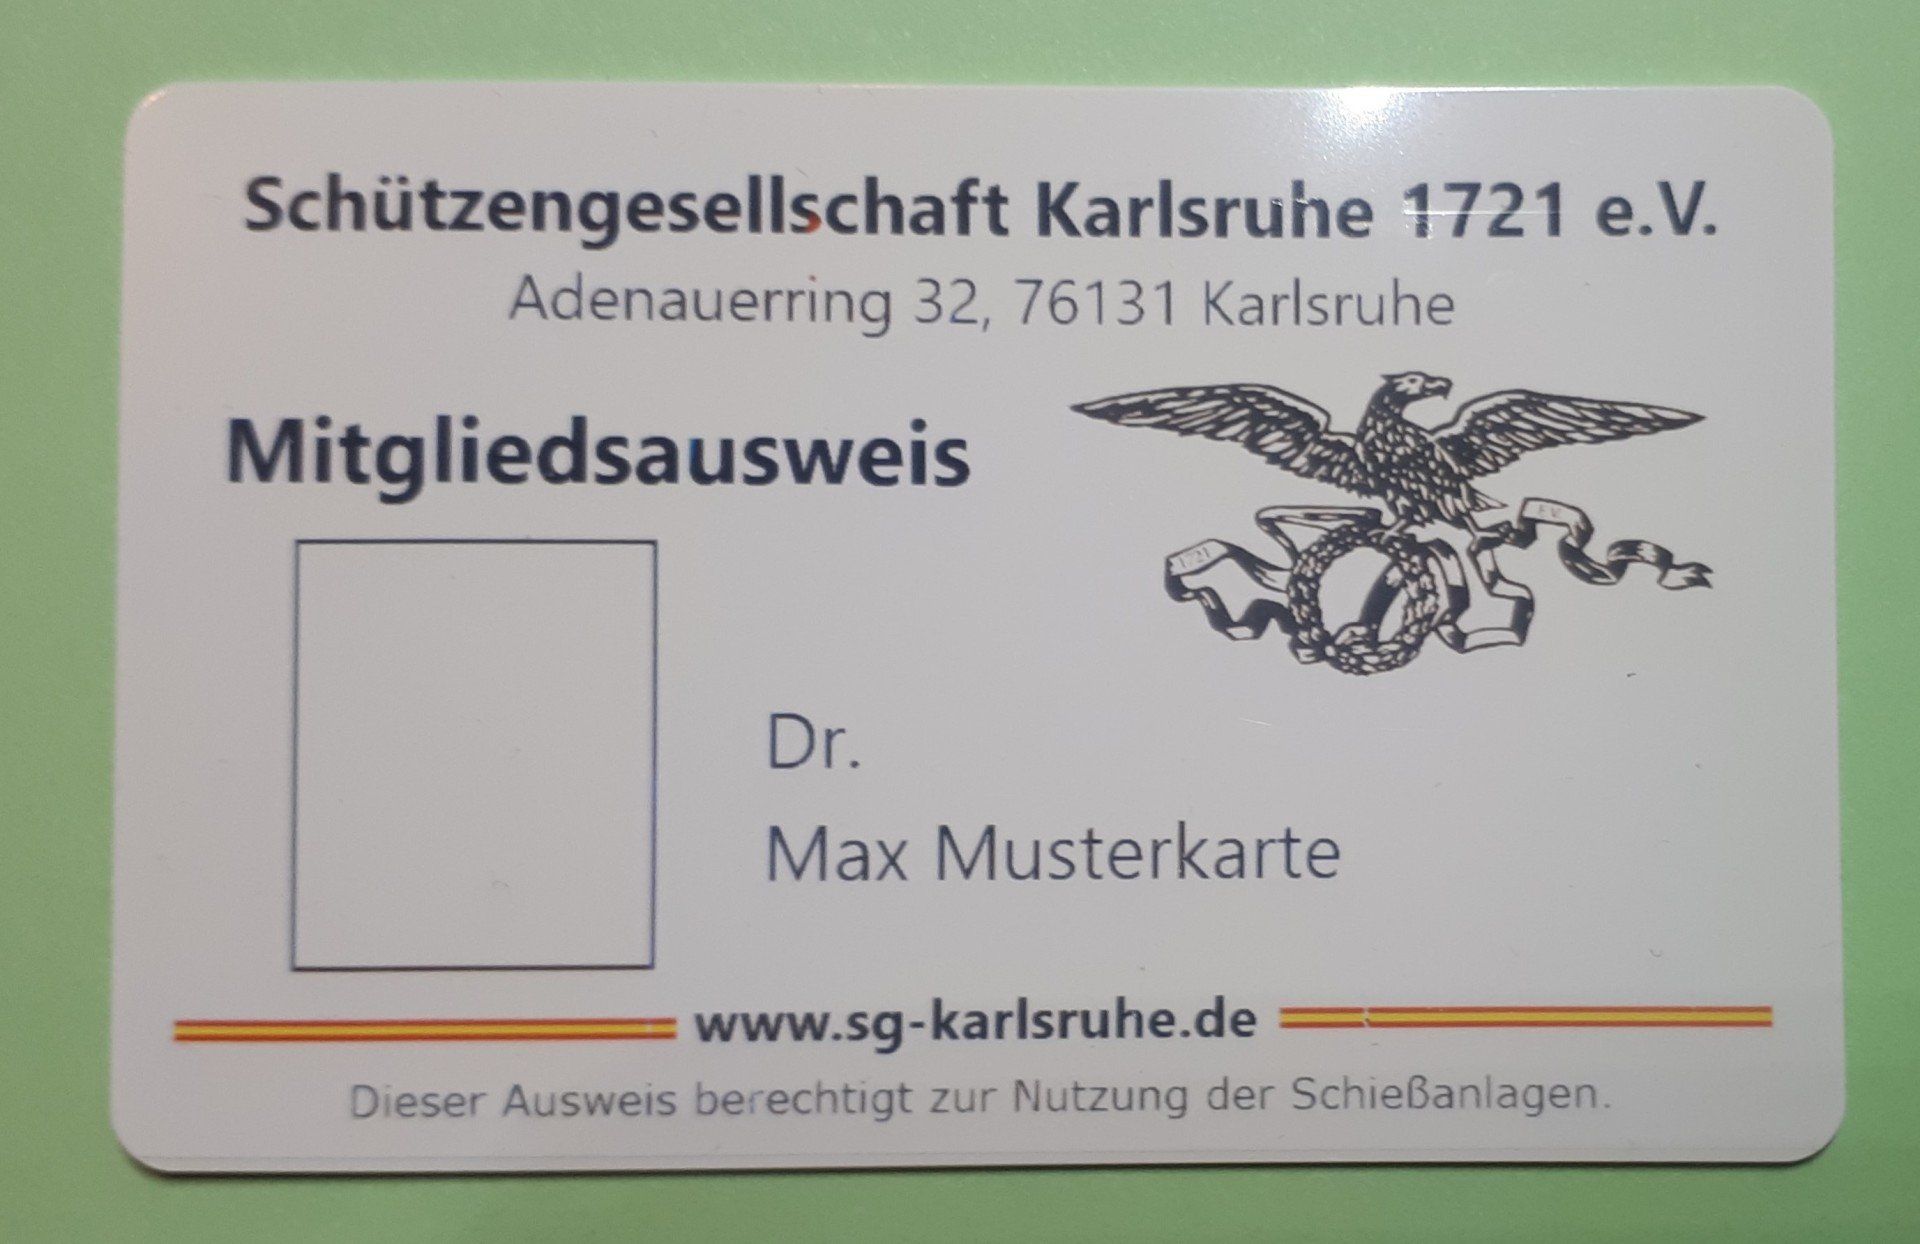 Schützengesellschaft Karlsruhe 1721 e.V.
Adenauerring 32, 76131 Karlsruhe
Mitgliedsausweis
1721
E.V.
Dr.
Max Musterkarte
www.sg-karlsruhe.de
Dieser Ausweis berechtigt zur Nutzung der Schießanlagen.